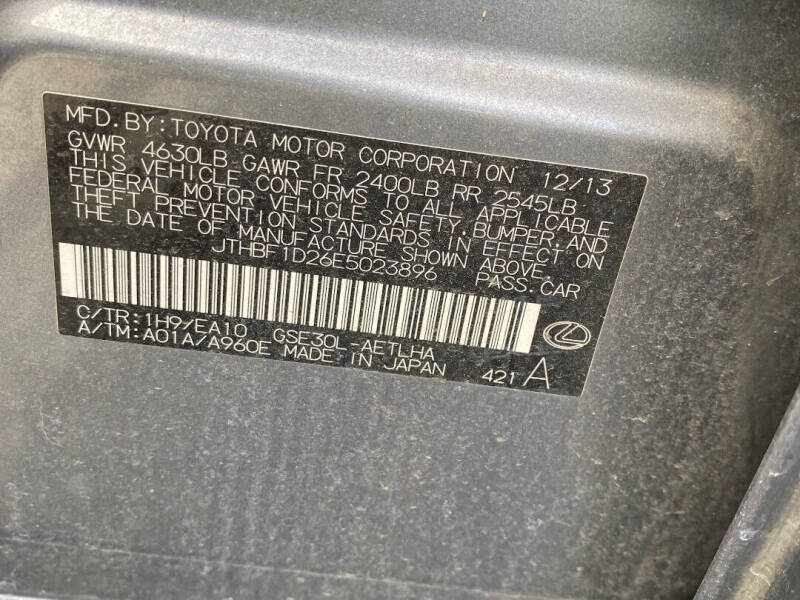 MFD. BY: TOYOTA MOTOR CORPORATION 12/13
GVWR 4630LB GAWR FR 2400LB RR 2545LB
THIS VEHICLE CONFORMS TO ALL APPLICABLE
FEDERAL MOTOR VEHICLE SAFETY, BUMPER, AND
THEFT PREVENTION STANDARDS IN EFFECT ON
THE DATE OF MANUFACTURE SHOWN ABOVE.
JTHBF1D26E5023896 PASS. CAR
C/TR: 1H9/EA10 GSE30L-AETLHA
A/TM: A01A/A960E MADE IN JAPAN 421 A